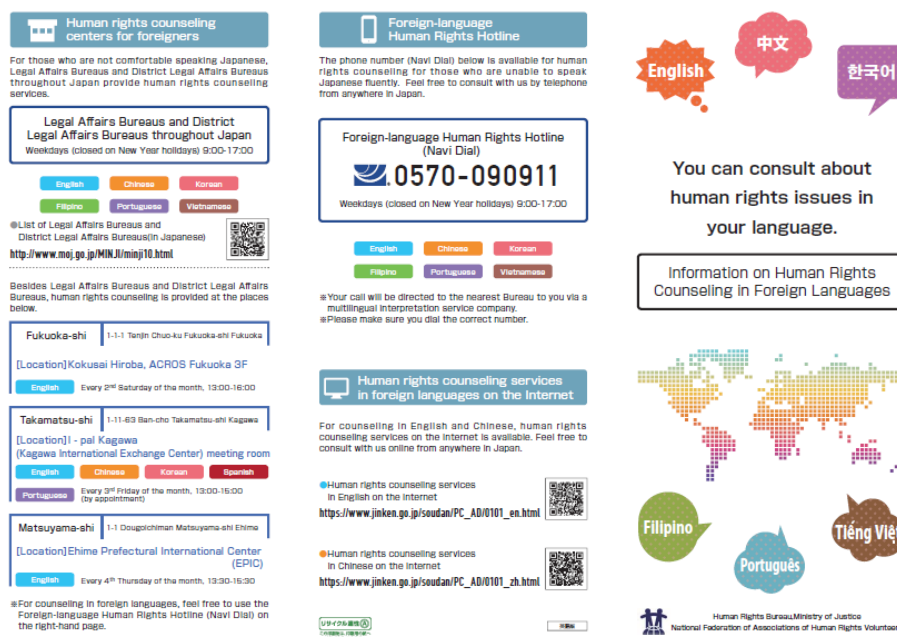 Human rights counseling
centers for foreigners
For those who are not comfortable speaking Japanese,
Legal Affairs Bureaus and District Legal Affairs Bureaus
throughout Japan provide human rights counseling
services.
Legal Affairs Bureaus and District
Legal Affairs Bureaus throughout Japan
Weekdays (closed on New Year holidays) 9:00-17:00
English Chinese Korean
Filipino Portuguese Vietnamese
●List of Legal Affairs Bureaus and
District Legal Affairs Bureaus(in Japanese)
http://www.moj.go.jp/MINJI/minji10.html
Besides Legal Affairs Bureaus and District Legal Affairs
Bureaus, human rights counseling is provided at the places
below.
Fukuoka-shi 1-1-1 Tenjin Chuo-ku Fukuoka-shi Fukuoka
[Location]Kokusai Hiroba, ACROS Fukuoka 3F
English Every 2nd Saturday of the month, 13:00-16:00
Takamatsu-shi 1-11-63 Ban-cho Takamatsu-shi Kagawa
[Location]I - pal Kagawa
(Kagawa International Exchange Center) meeting room
English Chinese Korean Spanish
Portuguese Every 3rd Friday of the month, 13:00-15:00
(by appointment)
Matsuyama-shi 1-1 Dougoichiman Matsuyama-shi Ehime
[Location]Ehime Prefectural International Center
(EPIC)
English Every 4th Thursday of the month, 13:30-15:30
※For counseling in foreign languages, feel free to use the
Foreign-language Human Rights Hotline (Navi Dial) on
the right-hand page.
Foreign-language
Human Rights Hotline
The phone number (Navi Dial) below is available for human
rights counseling for those who are unable to speak
Japanese fluently. Feel free to consult with us by telephone
from anywhere in Japan.
Foreign-language Human Rights Hotline
(Navi Dial)
0570-090911
Weekdays (closed on New Year holidays) 9:00-17:00
English Chinese Korean
Filipino Portuguese Vietnamese
※Your call will be directed to the nearest Bureau to you via a
multilingual interpretation service company.
※Please make sure you dial the correct number.
Human rights counseling services
in foreign languages on the Internet
For counseling in English and Chinese, human rights
counseling services on the Internet is available. Feel free to
consult with us online from anywhere in Japan.
●Human rights counseling services
in English on the Internet
https://www.jinken.go.jp/soudan/PC_AD/0101_en.html
●Human rights counseling services
in Chinese on the Internet
https://www.jinken.go.jp/soudan/PC_AD/0101_zh.html
リサイクル適性Ⓐ
English
中文
한국어
You can consult about
human rights issues in
your language.
Information on Human Rights
Counseling in Foreign Languages
Filipino
Português
Tiếng Việ
Human Rights Bureau,Ministry of Justice
National Federation of Associations of Human Rights Volunteer